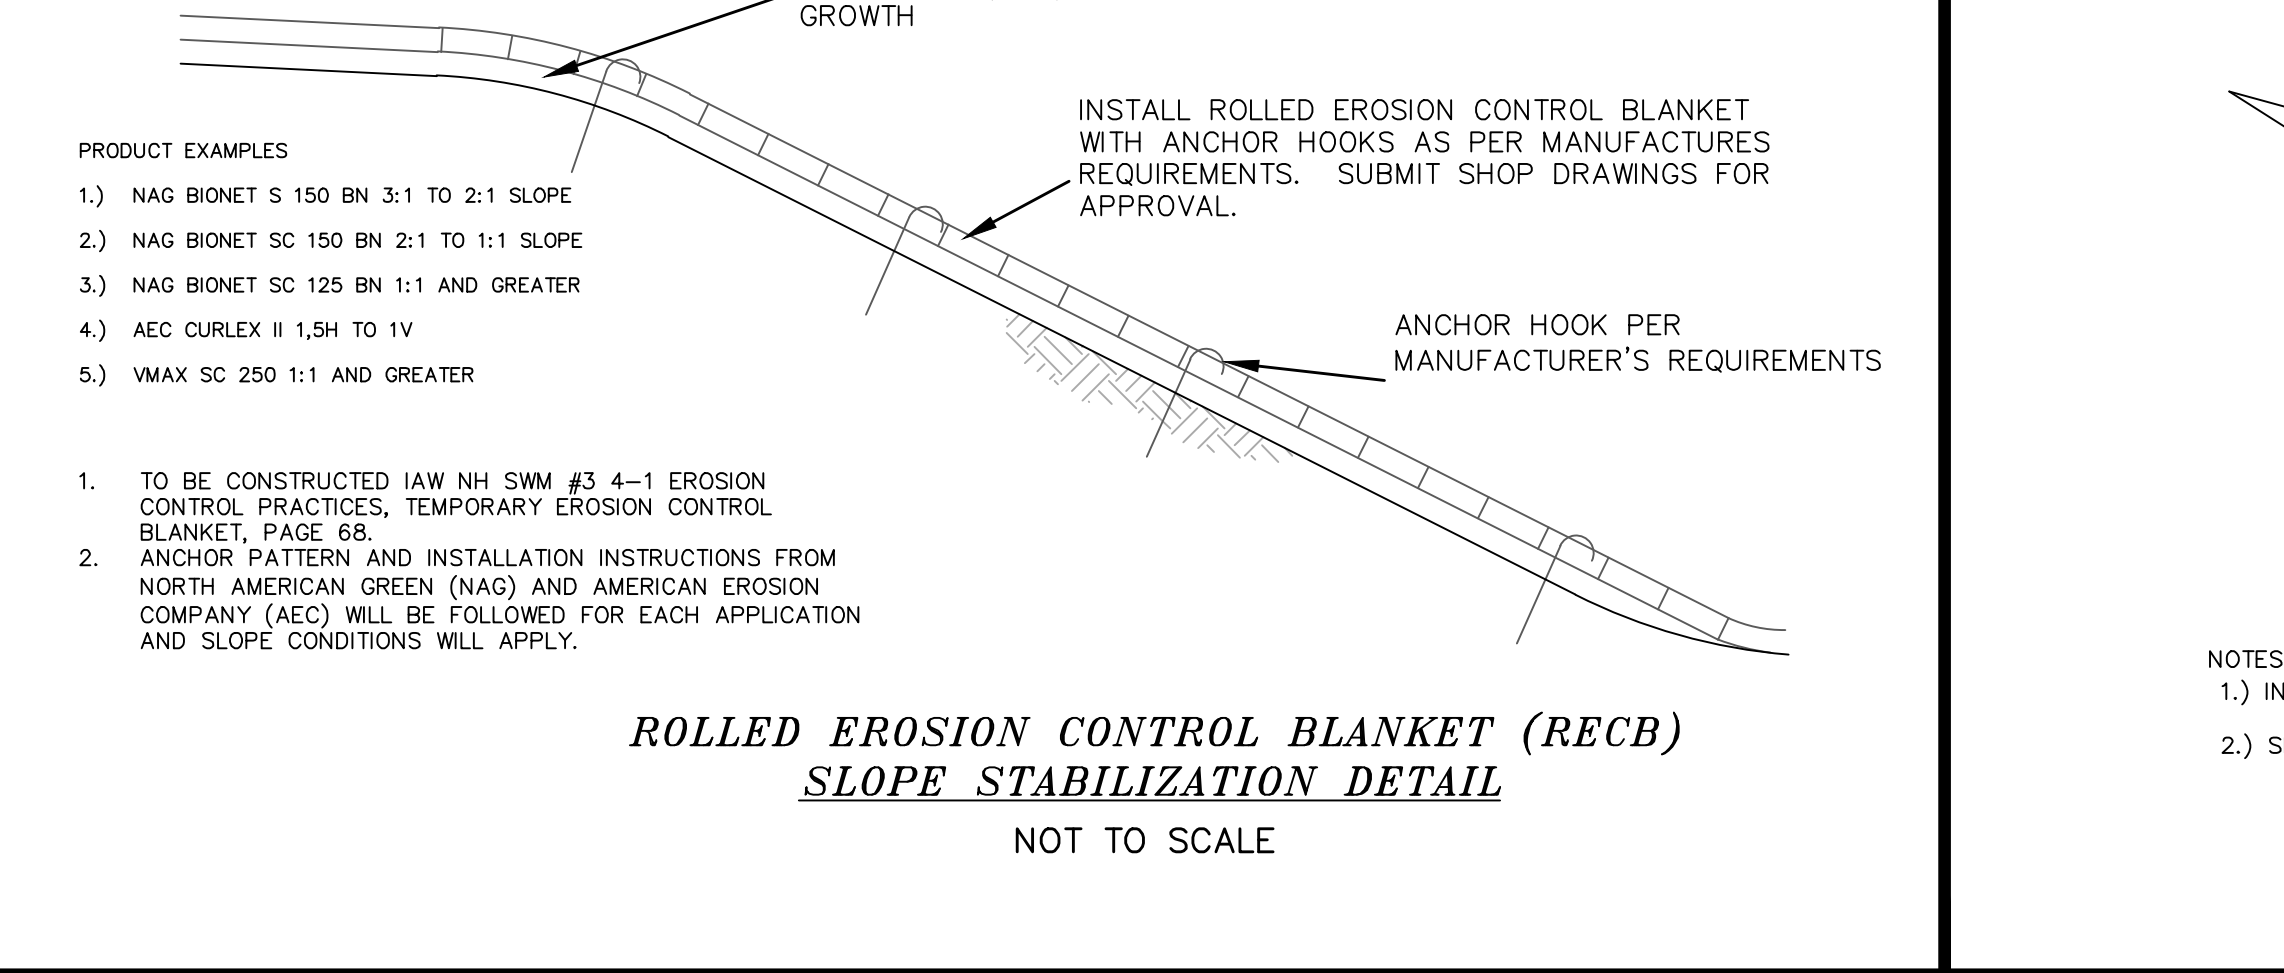 GROWTH
INSTALL ROLLED EROSION CONTROL BLANKET
WITH ANCHOR HOOKS AS PER MANUFACTURES
REQUIREMENTS. SUBMIT SHOP DRAWINGS FOR
APPROVAL.
PRODUCT EXAMPLES
1.) NAG BIONET S 150 BN 3:1 TO 2:1 SLOPE
2.) NAG BIONET SC 150 BN 2:1 TO 1:1 SLOPE
3.) NAG BIONET SC 125 BN 1:1 AND GREATER
4.) AEC CURLEX II 1,5H TO 1V
5.) VMAX SC 250 1:1 AND GREATER
ANCHOR HOOK PER
MANUFACTURER'S REQUIREMENTS
1. TO BE CONSTRUCTED IAW NH SWM #3 4-1 EROSION
CONTROL PRACTICES, TEMPORARY EROSION CONTROL
BLANKET, PAGE 68.
2. ANCHOR PATTERN AND INSTALLATION INSTRUCTIONS FROM
NORTH AMERICAN GREEN (NAG) AND AMERICAN EROSION
COMPANY (AEC) WILL BE FOLLOWED FOR EACH APPLICATION
AND SLOPE CONDITIONS WILL APPLY.
ROLLED EROSION CONTROL BLANKET (RECB)
SLOPE STABILIZATION DETAIL
NOT TO SCALE
NOTES
1.) IN
2.) S